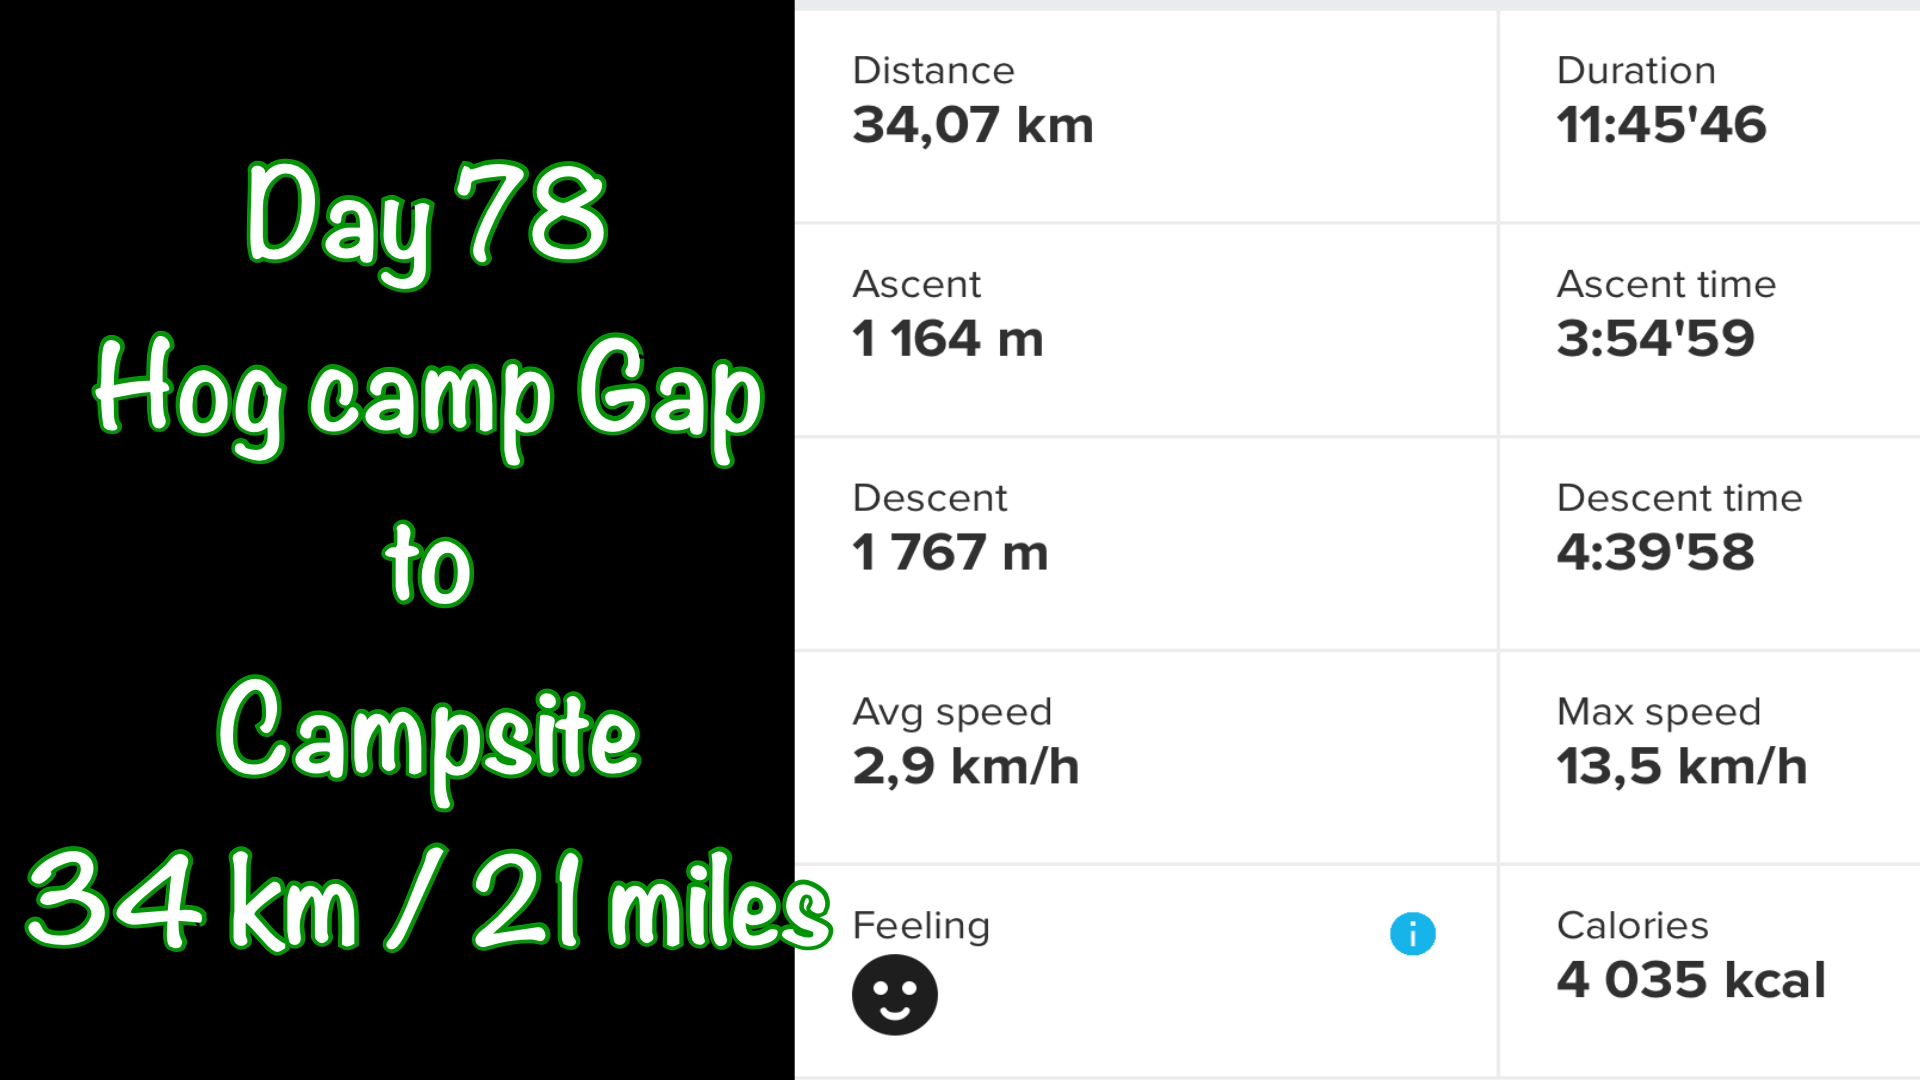 Day 78
Hog camp Gap
to
Campsite
34 km / 21 miles
Distance
34,07 km
Duration
11:45'46
Ascent
1 164 m
Ascent time
3:54'59
Descent
1 767 m
Descent time
4:39'58
Avg speed
2,9 km/h
Max speed
13,5 km/h
Feeling
i
Calories
4 035 kcal